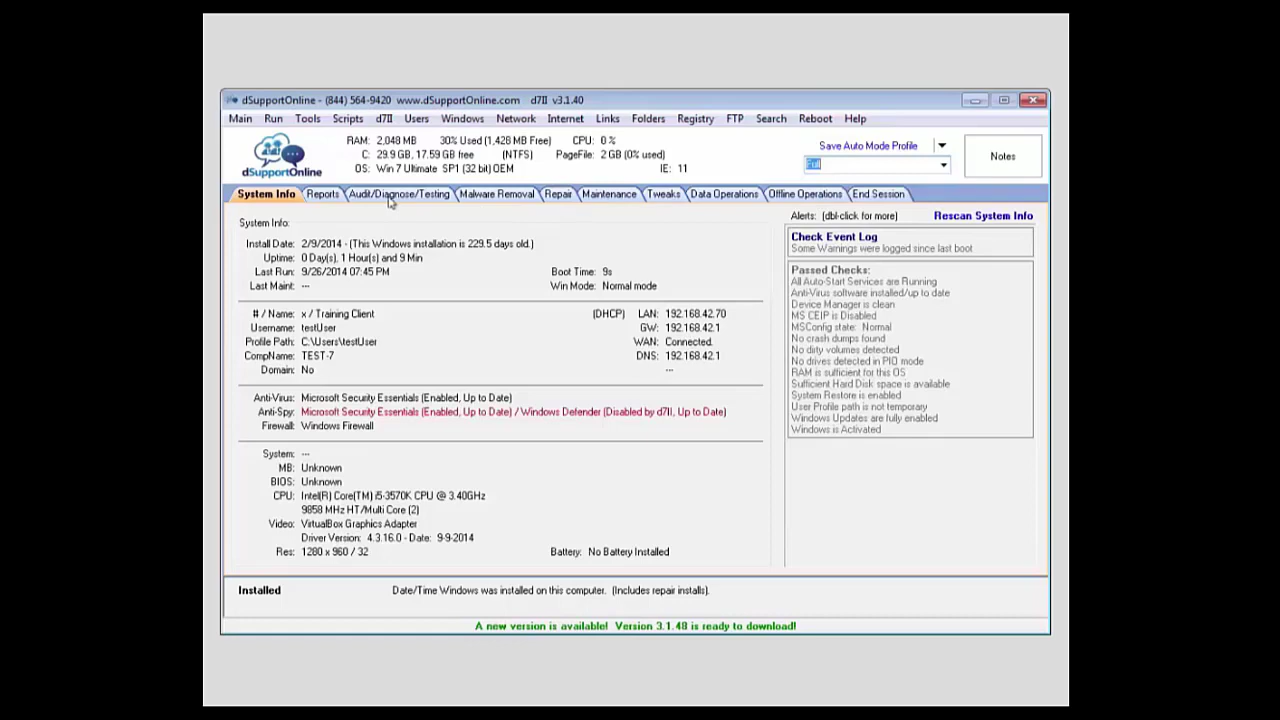 dSupportOnline - (844) 564-9420 www.dSupportOnline.com d7II v3.1.40
Main Run Tools Scripts d7II Users Windows Network Internet Links Folders Registry FTP Search Reboot Help
dSupportOnline
RAM: 2,048 MB 30% Used (1,428 MB Free) CPU: 0 %
C: 29.9 GB, 17.59 GB free (NTFS) PageFile: 2 GB (0% used)
OS: Win 7 Ultimate SP1 (32 bit) OEM IE: 11
Save Auto Mode Profile
Full
Notes
System Info Reports Audit/Diagnose/Testing Malware Removal Repair Maintenance Tweaks Data Operations Offline Operations End Session
System Info:
Install Date: 2/9/2014 - (This Windows installation is 229.5 days old.)
Uptime: 0 Day(s), 1 Hour(s) and 9 Min
Last Run: 9/26/2014 07:45 PM Boot Time: 9s
Last Maint: --- Win Mode: Normal mode
# / Name: x / Training Client (DHCP) LAN: 192.168.42.70
Username: testUser GW: 192.168.42.1
Profile Path: C:\Users\testUser WAN: Connected.
CompName: TEST-7 DNS: 192.168.42.1
Domain: No ---
Anti-Virus: Microsoft Security Essentials (Enabled, Up to Date)
Anti-Spy: Microsoft Security Essentials (Enabled, Up to Date) / Windows Defender (Disabled by d7II, Up to Date)
Firewall: Windows Firewall
System: ---
MB: Unknown
BIOS: Unknown
CPU: Intel(R) Core(TM) i5-3570K CPU @ 3.40GHz
9858 MHz HT/Multi Core (2)
Video: VirtualBox Graphics Adapter
Driver Version: 4.3.16.0 - Date: 9-9-2014
Res: 1280 x 960 / 32 Battery: No Battery Installed
Alerts: (dbl-click for more) Rescan System Info
Check Event Log
Some Warnings were logged since last boot
Passed Checks:
All Auto-Start Services are Running
Anti-Virus software installed/up to date
Device Manager is clean
MS CEIP is Disabled
MSConfig state: Normal
No crash dumps found
No dirty volumes detected
No drives detected in PIO mode
RAM is sufficient for this OS
Sufficient Hard Disk space is available
System Restore is enabled
User Profile path is not temporary
Windows Updates are fully enabled
Windows is Activated
Installed Date/Time Windows was installed on this computer. (Includes repair installs).
A new version is available! Version 3.1.48 is ready to download!